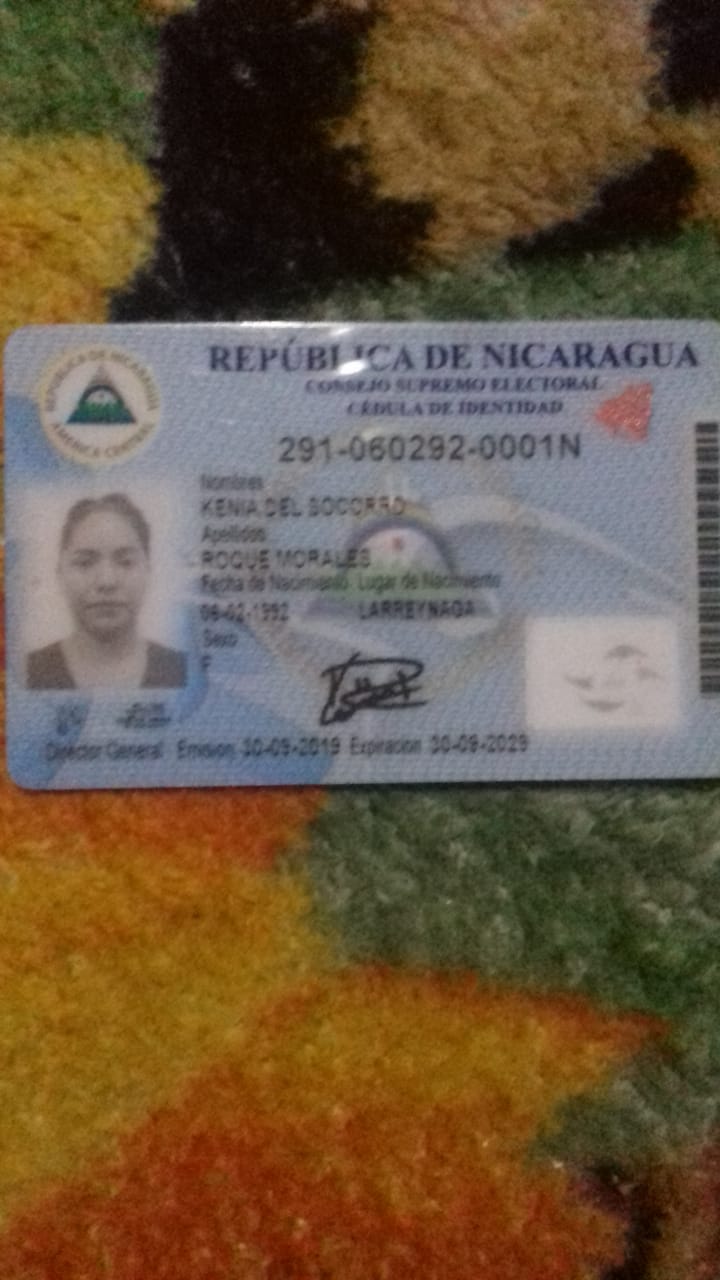 REPÚBLICA DE NICARAGUA
CONSEJO SUPREMO ELECTORAL
CÉDULA DE IDENTIDAD
REPÚBLICA DE NICARAGUA
AMÉRICA CENTRAL
291-060292-0001N
Nombres
KENIA DEL SOCORRO
Apellidos
ROQUE MORALES
Fecha de Nacimiento Lugar de Nacimiento
06-02-1992 LARREYNAGA
Sexo
F
Director General Emisión 30-09-2019 Expiración 30-09-2029